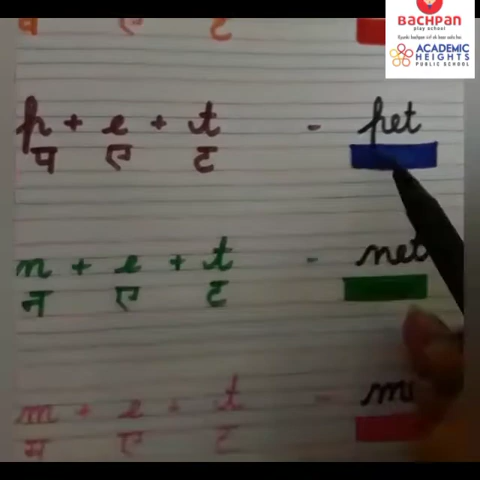 BACHPAN
play school
ACADEMIC
HEIGHTS
PUBLIC SCHOOL
p + e + t - pet
प ए ट
n + e + t - net
न ए ट
m + e + t -
म ए ट